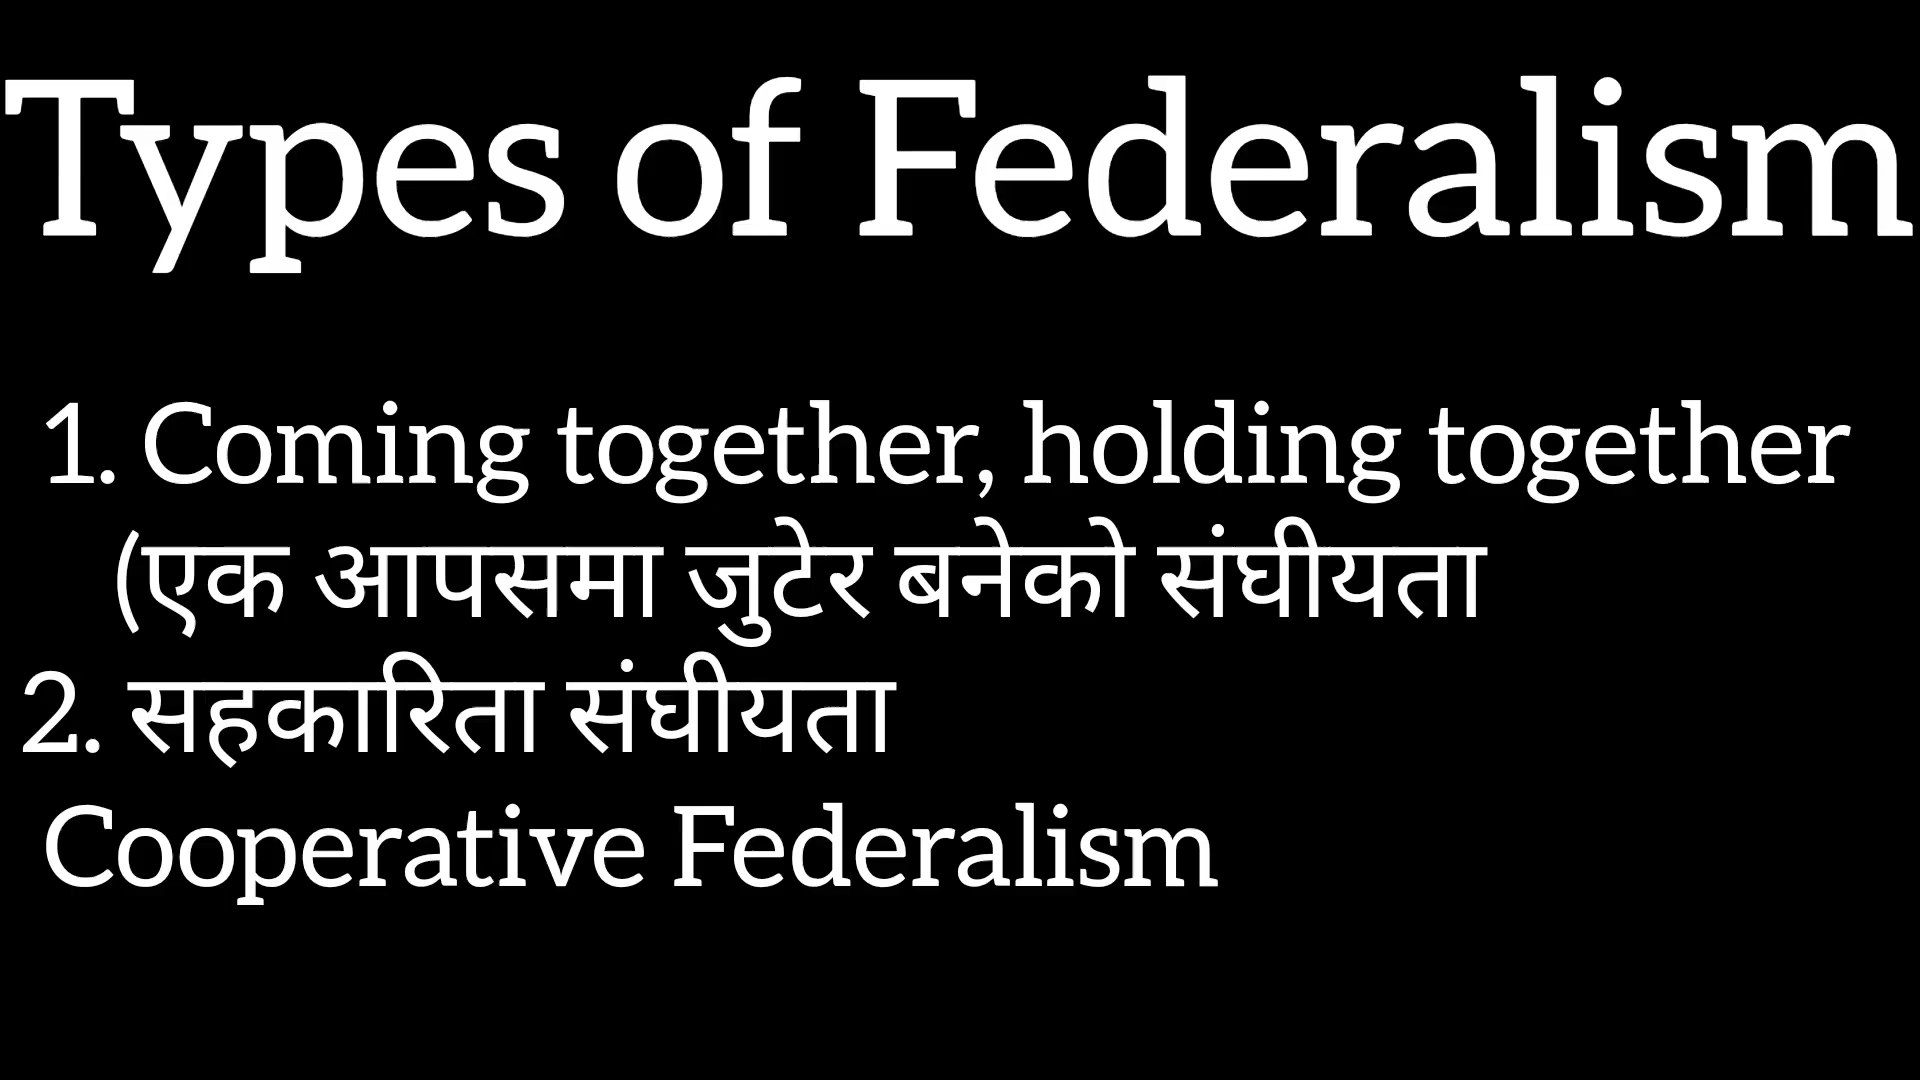 Types of Federalism
1. Coming together, holding together
(एक आपसमा जुटेर बनेको संघीयता
2. सहकारिता संघीयता
Cooperative Federalism